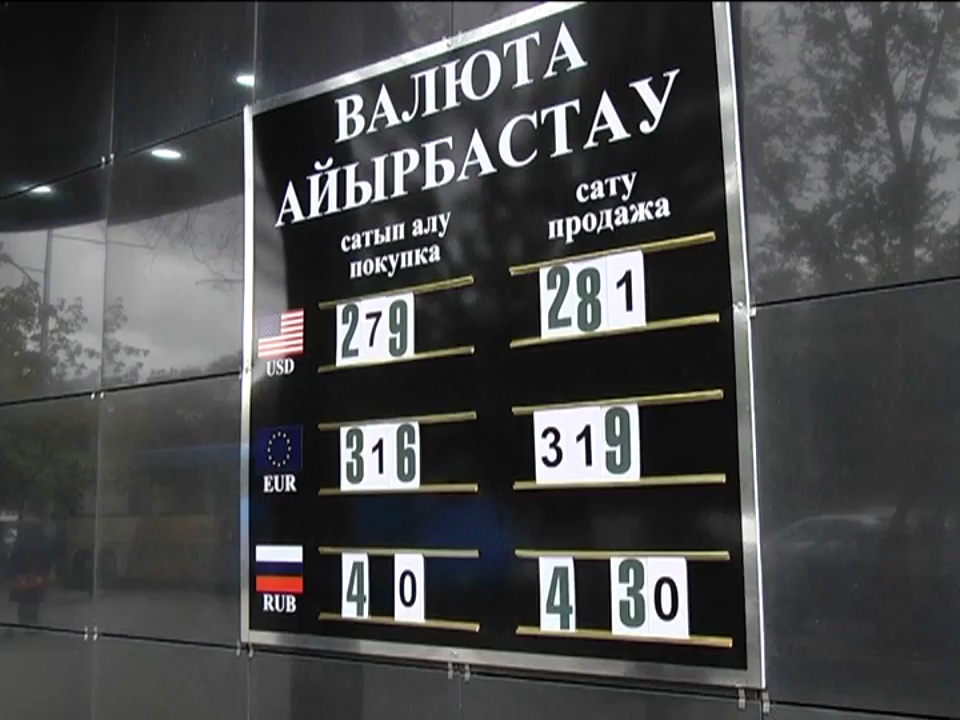 ВАЛЮТА
АЙЫРБАСТАУ
сатып алу сату
покупка продажа
USD 279 281
EUR 316 319
RUB 4 0 4 30